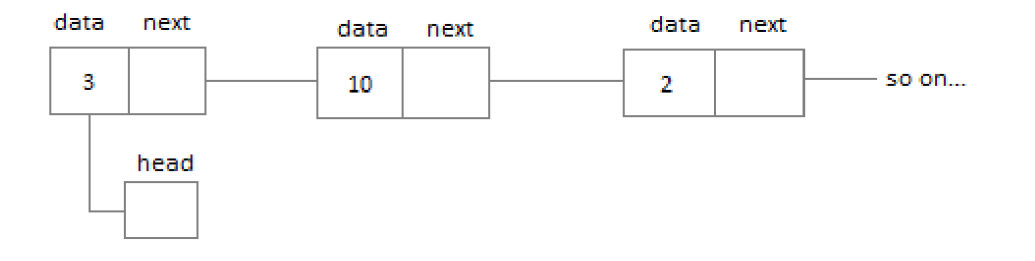 data next
data next
data next
3
10
2
so on...
head